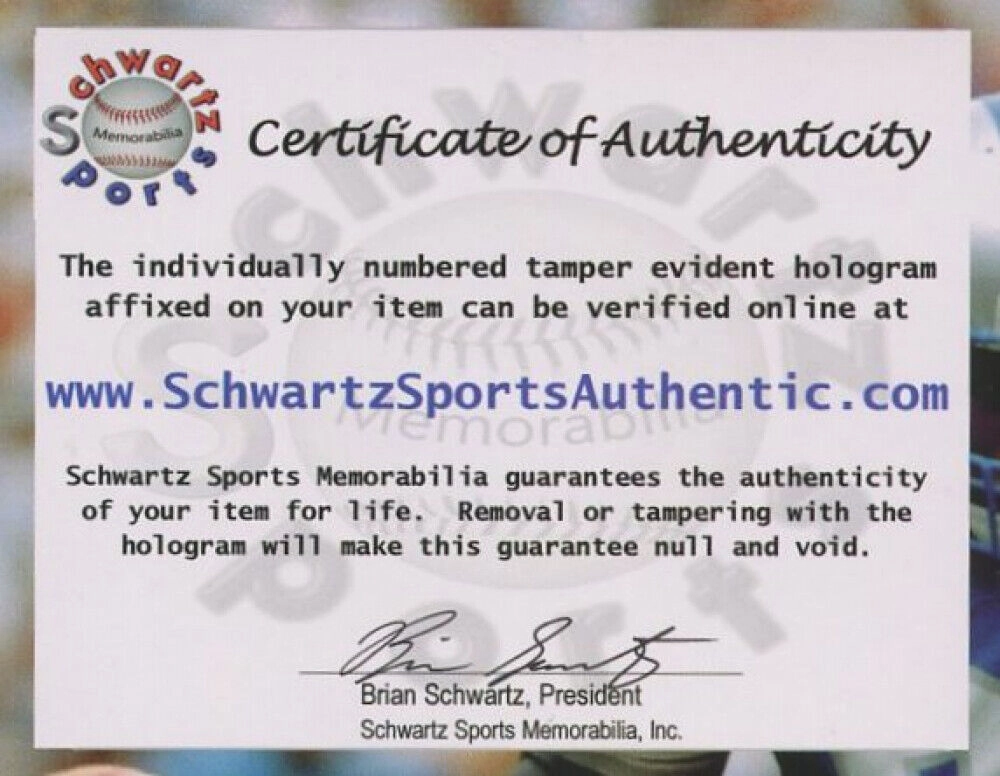 Schwartz
Memorabilia
Sports
Certificate of Authenticity
The individually numbered tamper evident hologram
affixed on your item can be verified online at
www.SchwartzSportsAuthentic.com
Schwartz Sports Memorabilia guarantees the authenticity
of your item for life. Removal or tampering with the
hologram will make this guarantee null and void.
Brian Schwartz
Brian Schwartz, President
Schwartz Sports Memorabilia, Inc.